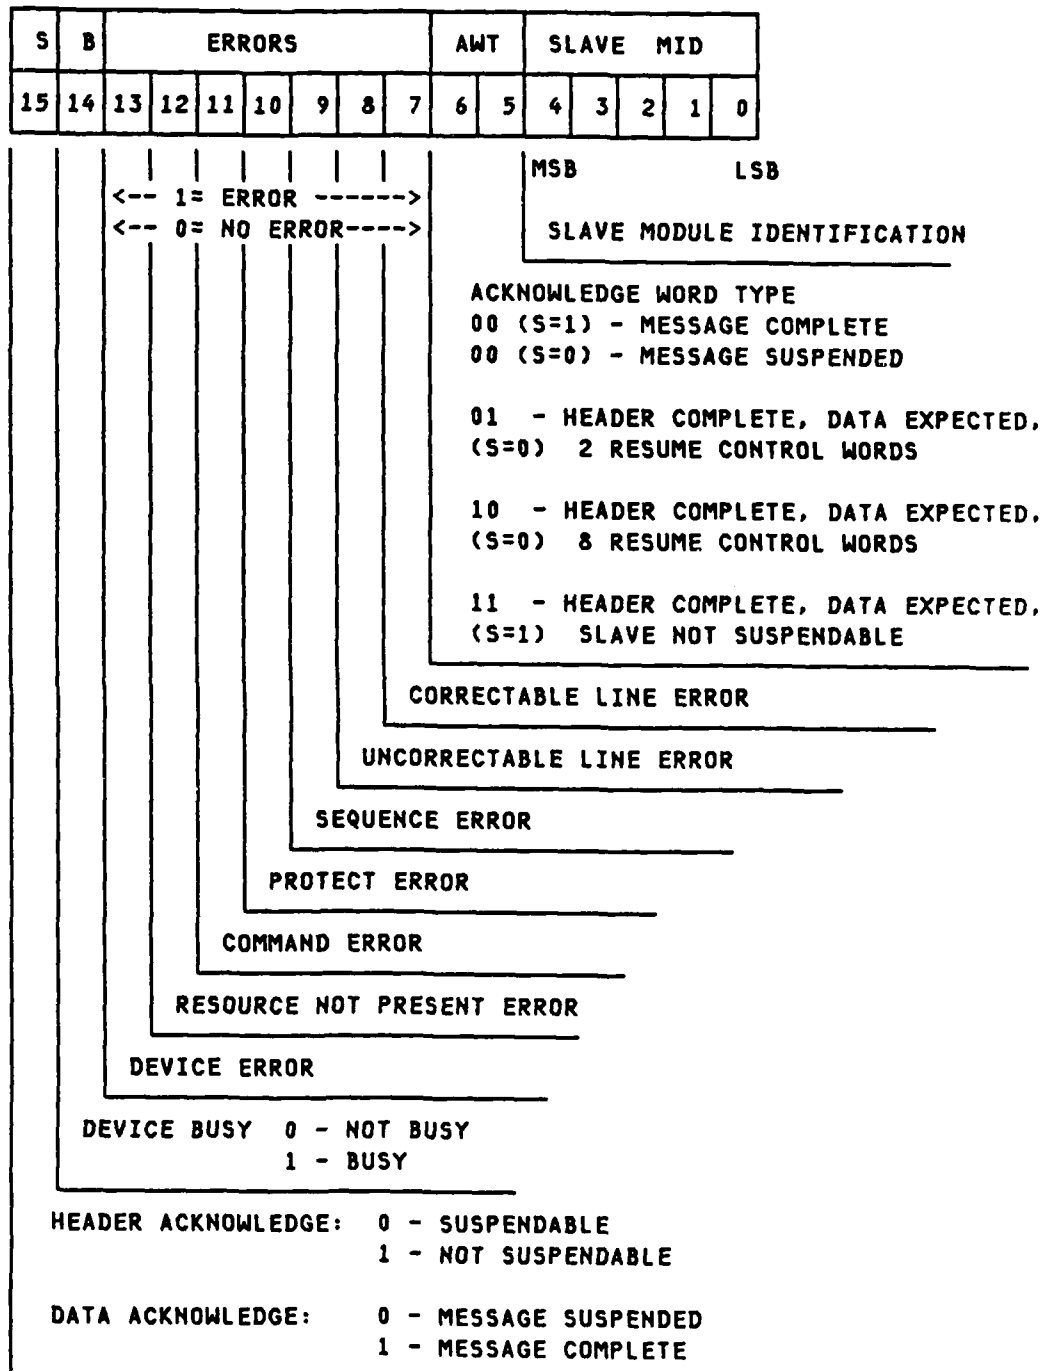 S B ERRORS AWT SLAVE MID
15 14 13 12 11 10 9 8 7 6 5 4 3 2 1 0
MSB LSB
<-- 1= ERROR ------>
<-- 0= NO ERROR---->
SLAVE MODULE IDENTIFICATION
ACKNOWLEDGE WORD TYPE
00 (S=1) - MESSAGE COMPLETE
00 (S=0) - MESSAGE SUSPENDED
01 - HEADER COMPLETE, DATA EXPECTED,
(S=0) 2 RESUME CONTROL WORDS
10 - HEADER COMPLETE, DATA EXPECTED,
(S=0) 8 RESUME CONTROL WORDS
11 - HEADER COMPLETE, DATA EXPECTED,
(S=1) SLAVE NOT SUSPENDABLE
CORRECTABLE LINE ERROR
UNCORRECTABLE LINE ERROR
SEQUENCE ERROR
PROTECT ERROR
COMMAND ERROR
RESOURCE NOT PRESENT ERROR
DEVICE ERROR
DEVICE BUSY 0 - NOT BUSY
1 - BUSY
HEADER ACKNOWLEDGE: 0 - SUSPENDABLE
1 - NOT SUSPENDABLE
DATA ACKNOWLEDGE: 0 - MESSAGE SUSPENDED
1 - MESSAGE COMPLETE